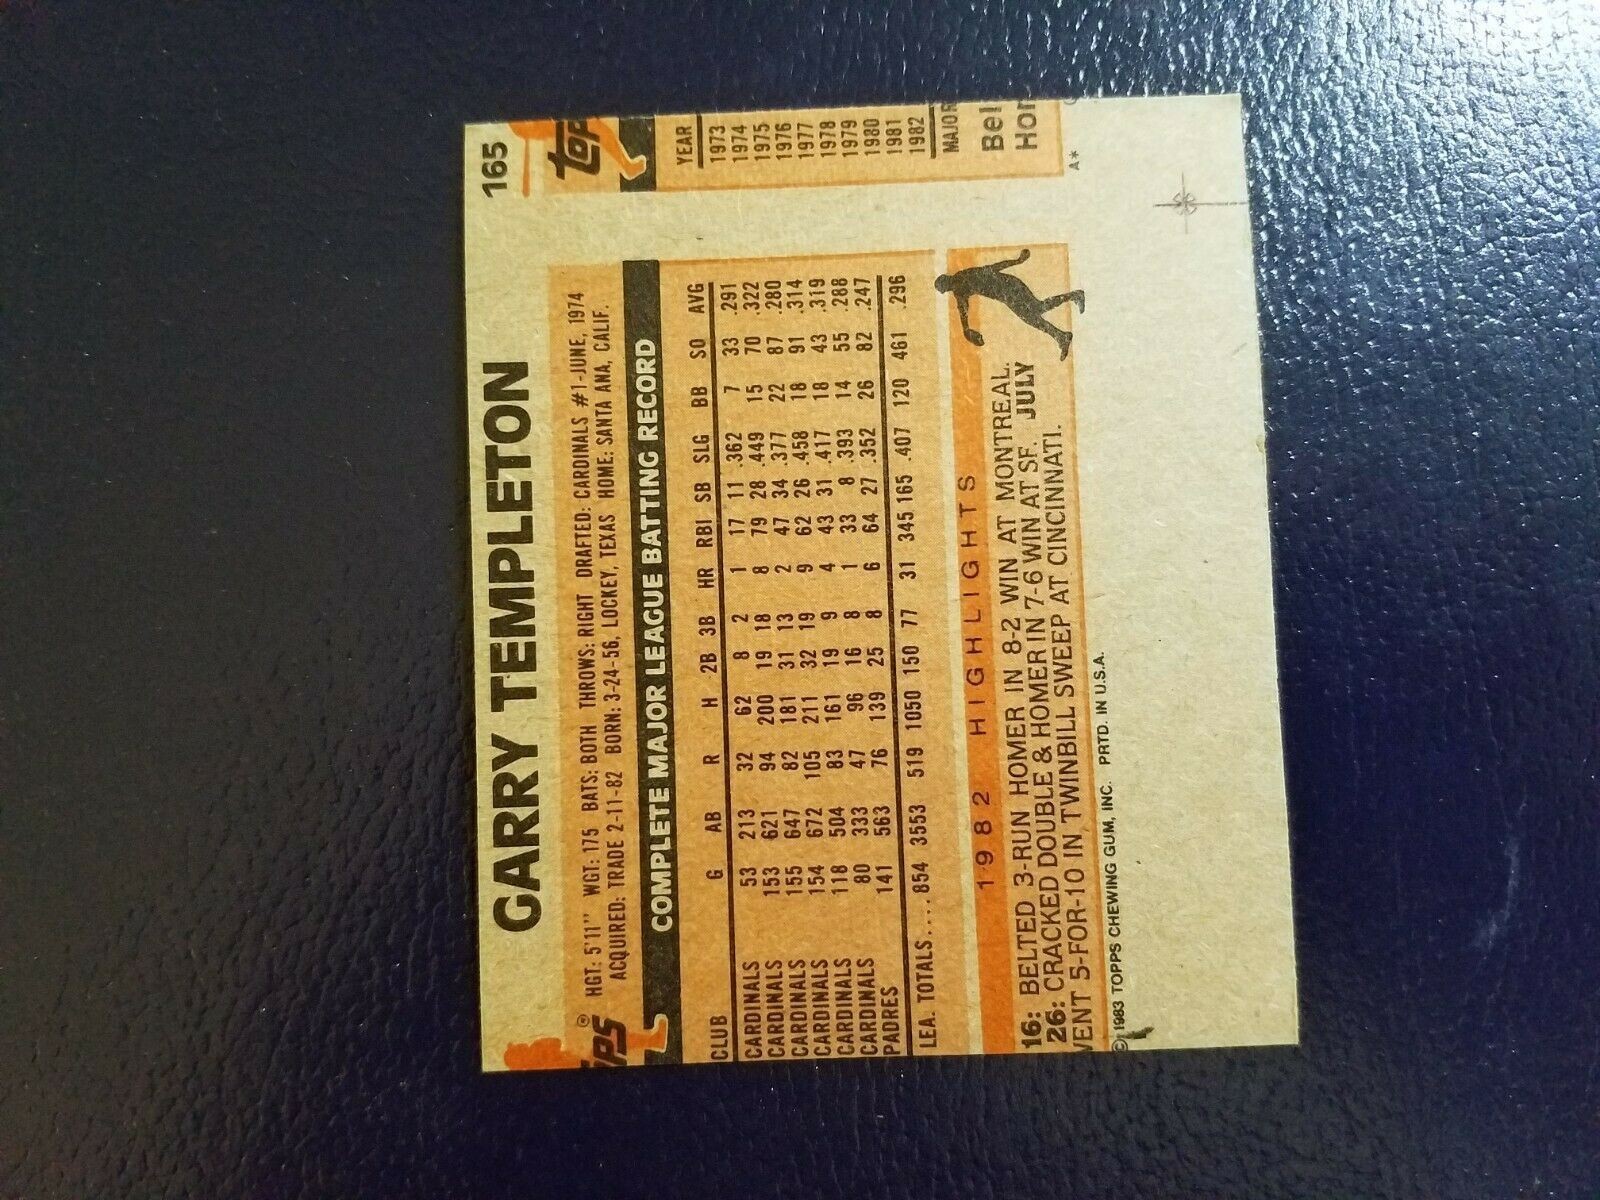 GARRY TEMPLETON 165
TOPS
HGT: 5'11" WGT: 175 BATS: BOTH THROWS: RIGHT DRAFTED: CARDINALS #1-JUNE, 1974
ACQUIRED: TRADE 2-11-82 BORN: 3-24-56, LOCKEY, TEXAS HOME: SANTA ANA, CALIF.
PPS ®
COMPLETE MAJOR LEAGUE BATTING RECORD
CLUB G AB R H 2B 3B HR RBI SB SLG BB SO AVG YEAR
CARDINALS 53 213 32 62 8 2 1 17 11 .362 7 33 .291 1973
CARDINALS 153 621 94 200 19 18 8 79 28 .449 15 70 .322 1974
CARDINALS 155 647 82 181 31 13 2 47 34 .377 22 87 .280 1975
CARDINALS 154 672 105 211 32 19 9 62 26 .458 18 91 .314 1976
CARDINALS 118 504 83 161 19 9 4 43 31 .417 18 43 .319 1977
CARDINALS 80 333 47 96 16 8 1 33 8 .393 14 55 .288 1978
PADRES 141 563 76 139 25 8 6 64 27 .352 26 82 .247 1979
1980
1981
1982
LEA. TOTALS.... 854 3553 519 1050 150 77 31 345 165 .407 120 461 .296 MAJOR
1982 HIGHLIGHTS
16: BELTED 3-RUN HOMER IN 8-2 WIN AT MONTREAL. Bel
26: CRACKED DOUBLE & HOMER IN 7-6 WIN AT SF. JULY Hor
VENT 5-FOR-10 IN TWINBILL SWEEP AT CINCINNATI.
© 1983 TOPPS CHEWING GUM, INC. PRTD. IN U.S.A. A*